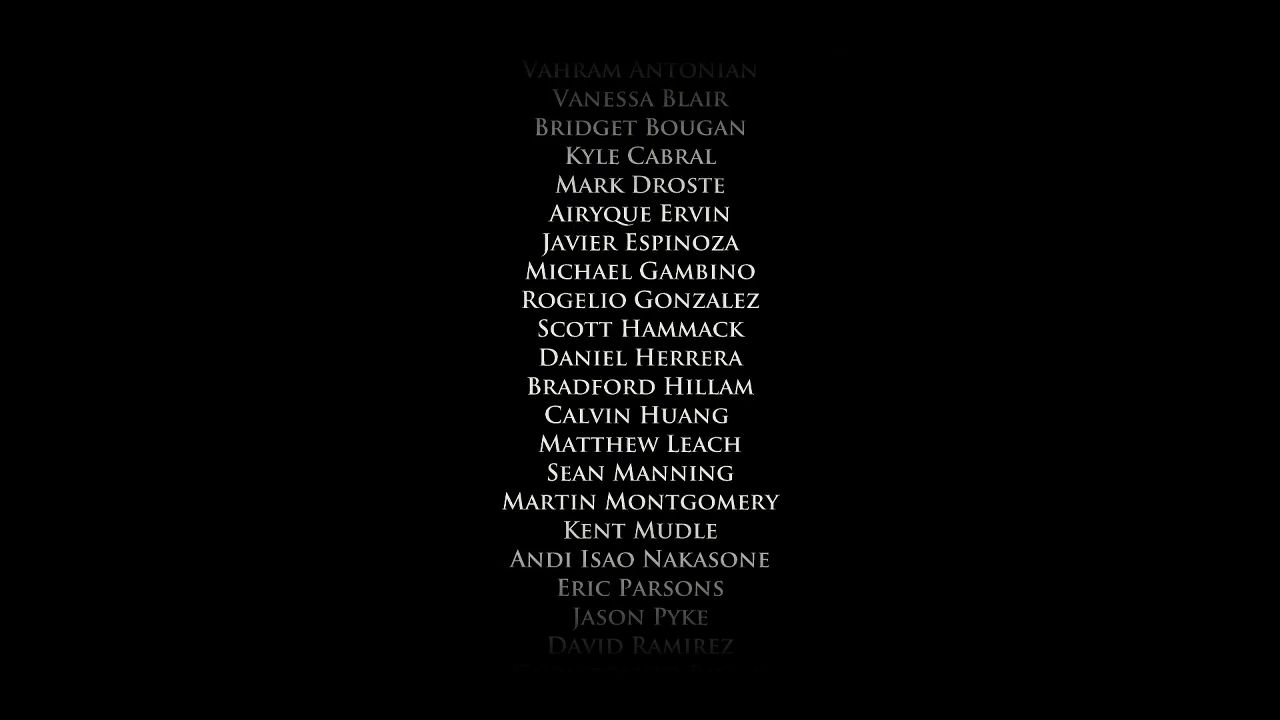 Vahram Antonian
Vanessa Blair
Bridget Bougan
Kyle Cabral
Mark Droste
Airyque Ervin
Javier Espinoza
Michael Gambino
Rogelio Gonzalez
Scott Hammack
Daniel Herrera
Bradford Hillam
Calvin Huang
Matthew Leach
Sean Manning
Martin Montgomery
Kent Mudle
Andi Isao Nakasone
Eric Parsons
Jason Pyke
David Ramirez